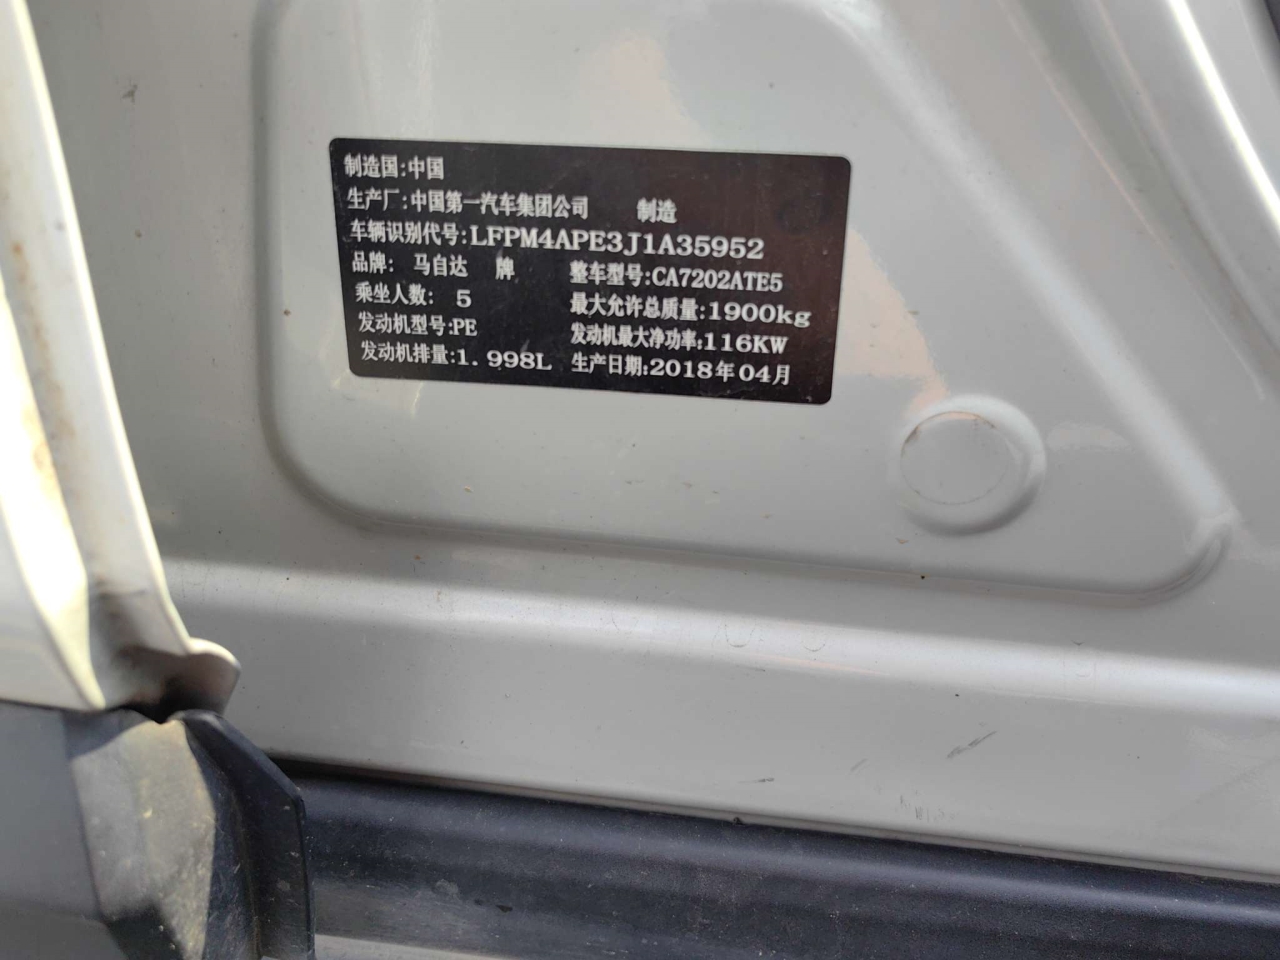 制造国:中国
生产厂:中国第一汽车集团公司 制造
车辆识别代号:LFPM4APE3J1A35952
品牌: 马自达 牌 整车型号:CA7202ATE5
乘坐人数: 5 最大允许总质量:1900kg
发动机型号:PE 发动机最大净功率:116KW
发动机排量:1.998L 生产日期:2018年04月